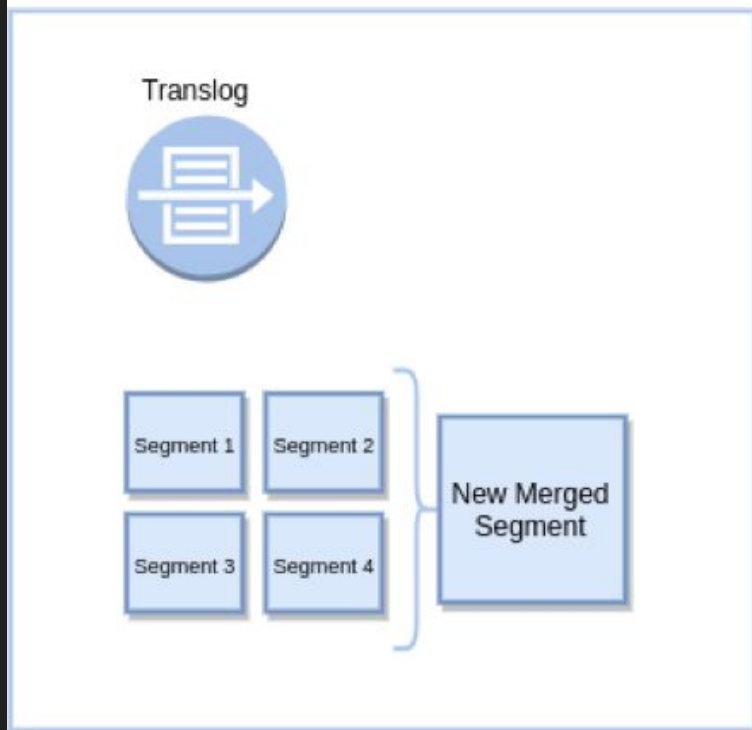 Translog
Segment 1
Segment 2
Segment 3
Segment 4
New Merged
Segment